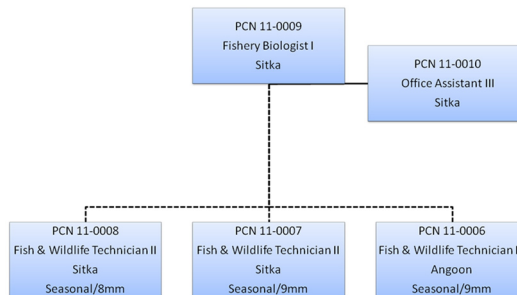 PCN 11-0009
Fishery Biologist I
Sitka
PCN 11-0010
Office Assistant III
Sitka
PCN 11-0008
Fish & Wildlife Technician II
Sitka
Seasonal/8mm
PCN 11-0007
Fish & Wildlife Technician II
Sitka
Seasonal/9mm
PCN 11-0006
Fish & Wildlife Technician
Angoon
Seasonal/9mm